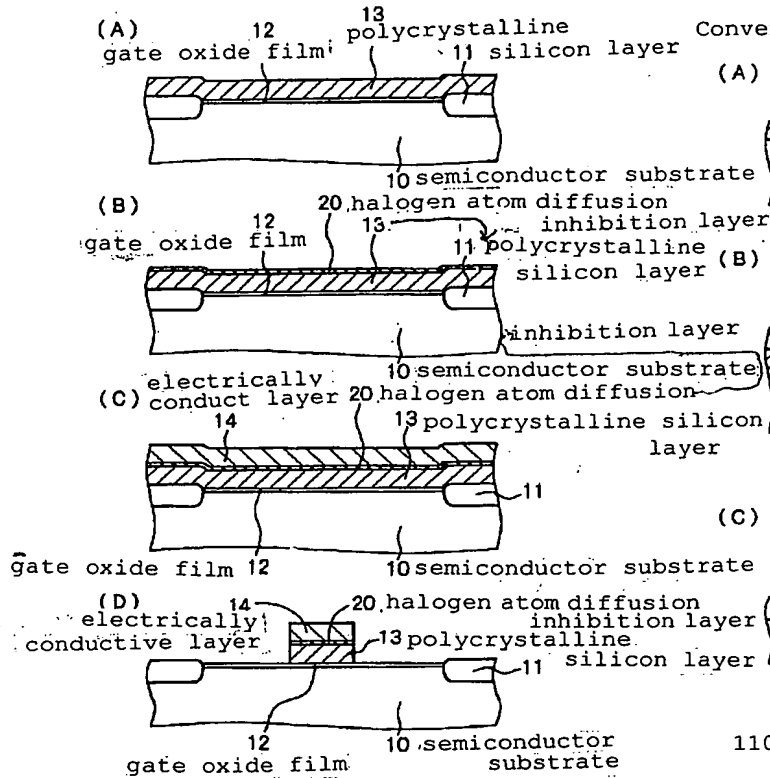 (A)
12
13
polycrystalline
gate oxide film
11 silicon layer
Conve
(A)
10 semiconductor substrate
(B)
12
20 halogen atom diffusion
inhibition layer
gate oxide film
13
11 polycrystalline
silicon layer
(B)
inhibition layer
10 semiconductor substrate
electrically
(C) conduct layer
20 halogen atom diffusion
14
13 polycrystalline silicon
layer
11
(C)
gate oxide film 12
10 semiconductor substrate
(D)
14
20 halogen atom diffusion
electrically
inhibition layer
conductive layer
13 polycrystalline
silicon layer
11
12
10 semiconductor
110
gate oxide film
substrate